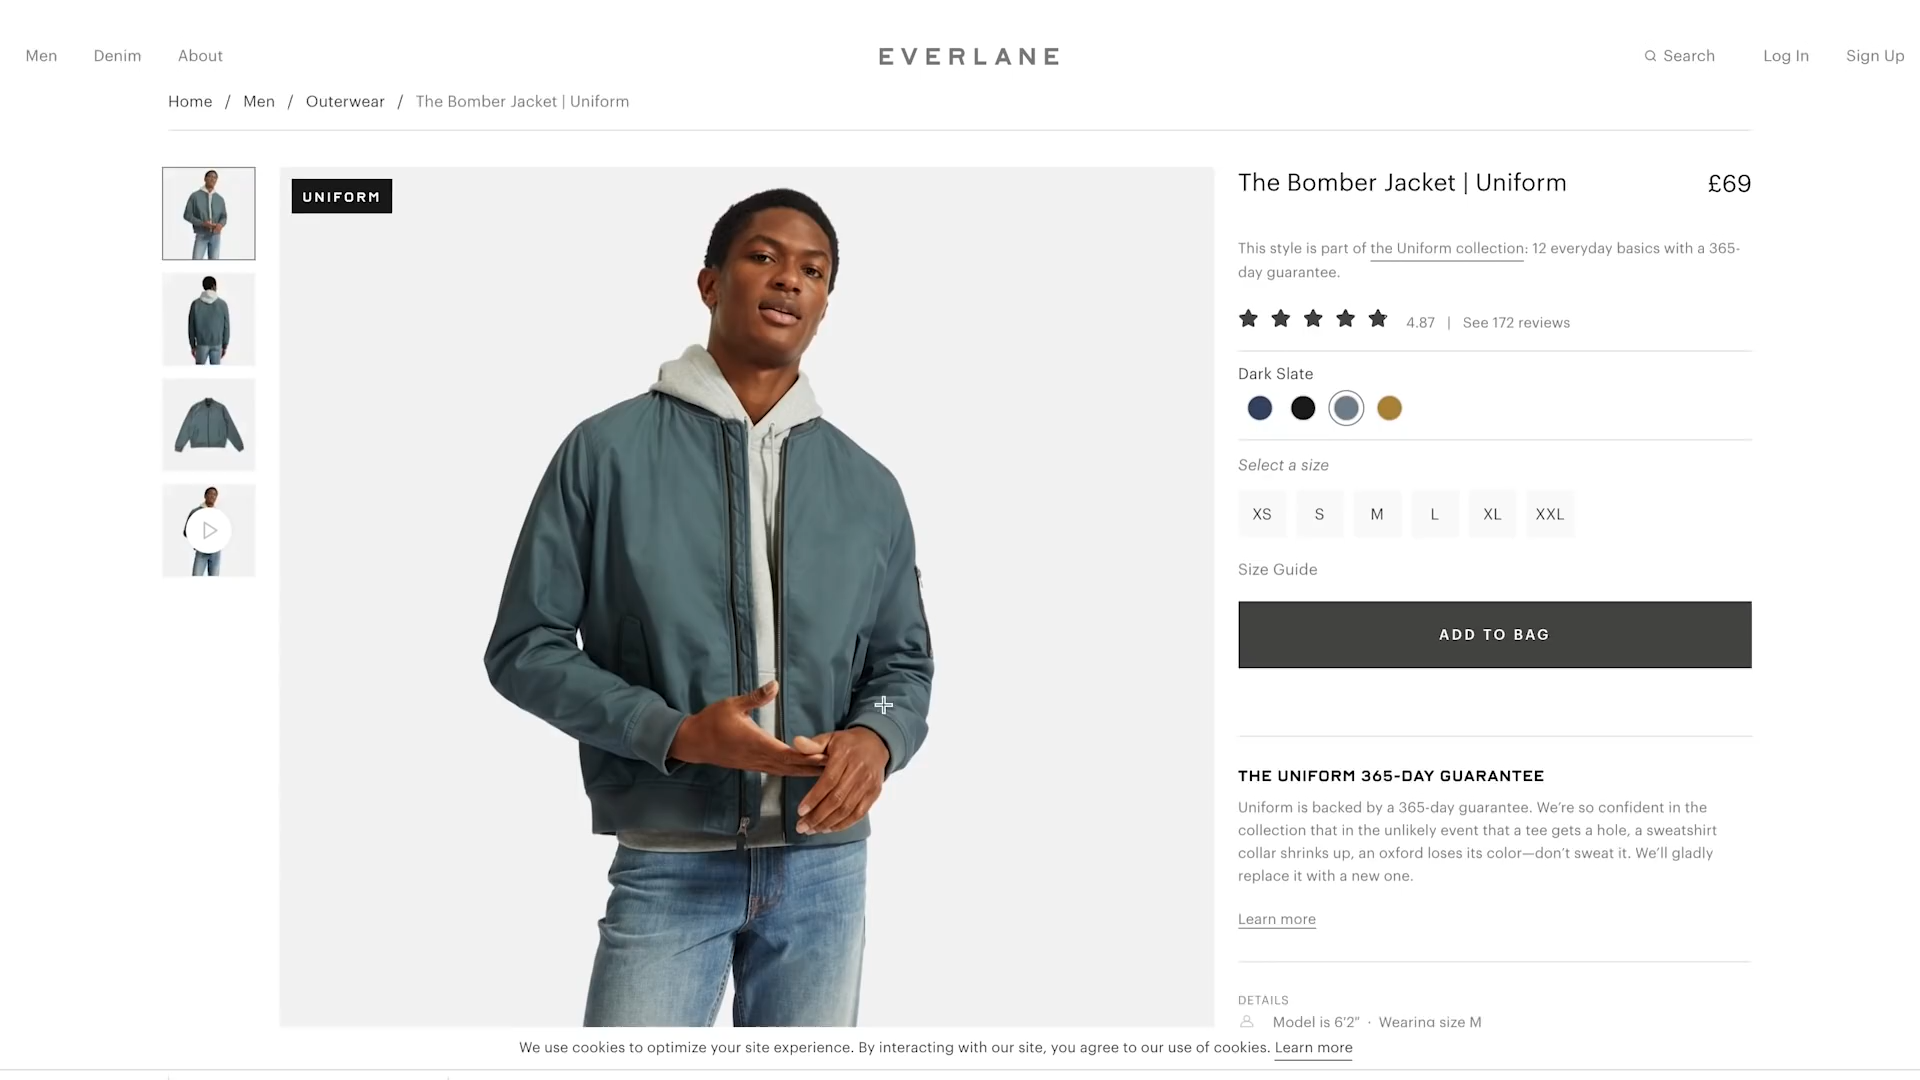 Men Denim About EVERLANE Search Log In Sign Up
Home / Men / Outerwear / The Bomber Jacket | Uniform
UNIFORM
The Bomber Jacket | Uniform £69
This style is part of the Uniform collection: 12 everyday basics with a 365-
day guarantee.
4.87 | See 172 reviews
Dark Slate
Select a size
XS S M L XL XXL
Size Guide
ADD TO BAG
THE UNIFORM 365-DAY GUARANTEE
Uniform is backed by a 365-day guarantee. We’re so confident in the
collection that in the unlikely event that a tee gets a hole, a sweatshirt
collar shrinks up, an oxford loses its color—don’t sweat it. We’ll gladly
replace it with a new one.
Learn more
DETAILS
Model is 6′2″ · Wearing size M
We use cookies to optimize your site experience. By interacting with our site, you agree to our use of cookies. Learn more